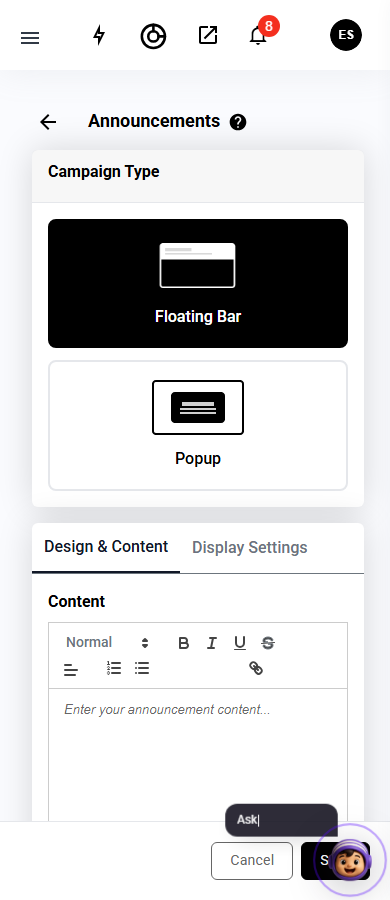 8
ES
Announcements ?
Campaign Type
Floating Bar
Popup
Design & Content Display Settings
Content
Normal B I U S
Enter your announcement content...
Ask
Cancel